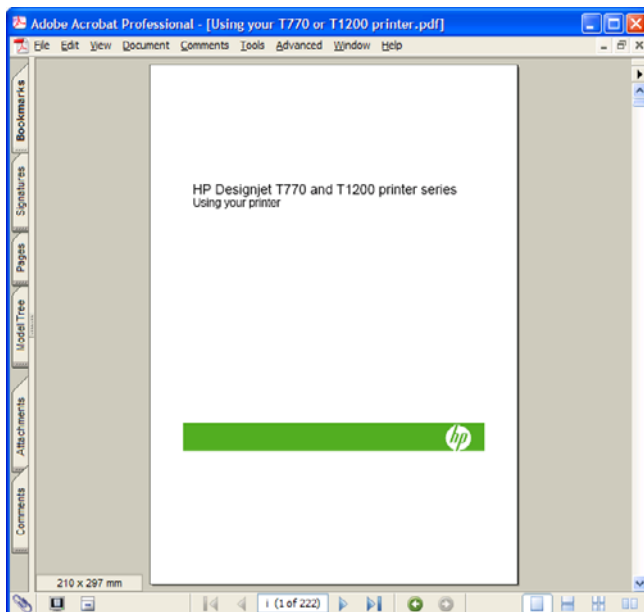 Adobe Acrobat Professional - [Using your T770 or T1200 printer.pdf]
File Edit View Document Comments Tools Advanced Window Help
Bookmarks
Signatures
Pages
Model Tree
Attachments
Comments
HP Designjet T770 and T1200 printer series
Using your printer
hp
210 x 297 mm
i (1 of 222)